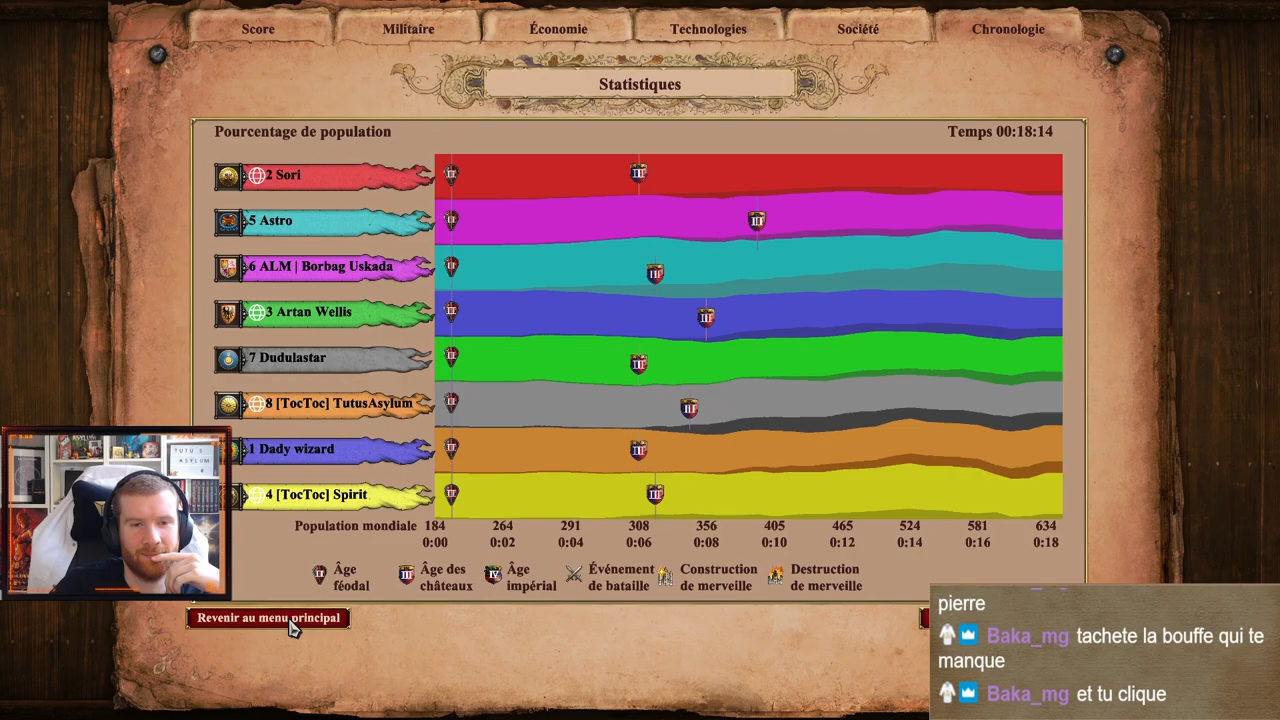 Score Militaire Économie Technologies Société Chronologie
Statistiques
Pourcentage de population Temps 00:18:14
2 Sori
5 Astro
6 ALM | Borbag Uskada
3 Artan Wellis
7 Dudulastar
8 [TocToc] TutusAsylum
1 Dady wizard
4 [TocToc] Spirit
Population mondiale 184 264 291 308 356 405 465 524 581 634
0:00 0:02 0:04 0:06 0:08 0:10 0:12 0:14 0:16 0:18
II Âge féodal
III Âge des châteaux
IV Âge impérial
Événement de bataille
Construction de merveille
Destruction de merveille
Revenir au menu principal
pierre
Baka_mg tachete la bouffe qui te
manque
Baka_mg et tu clique